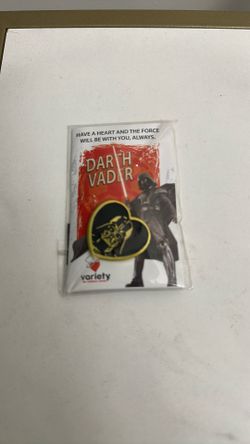 HAVE A HEART AND THE FORCE
WILL BE WITH YOU, ALWAYS.
DARTH
VADER
variety